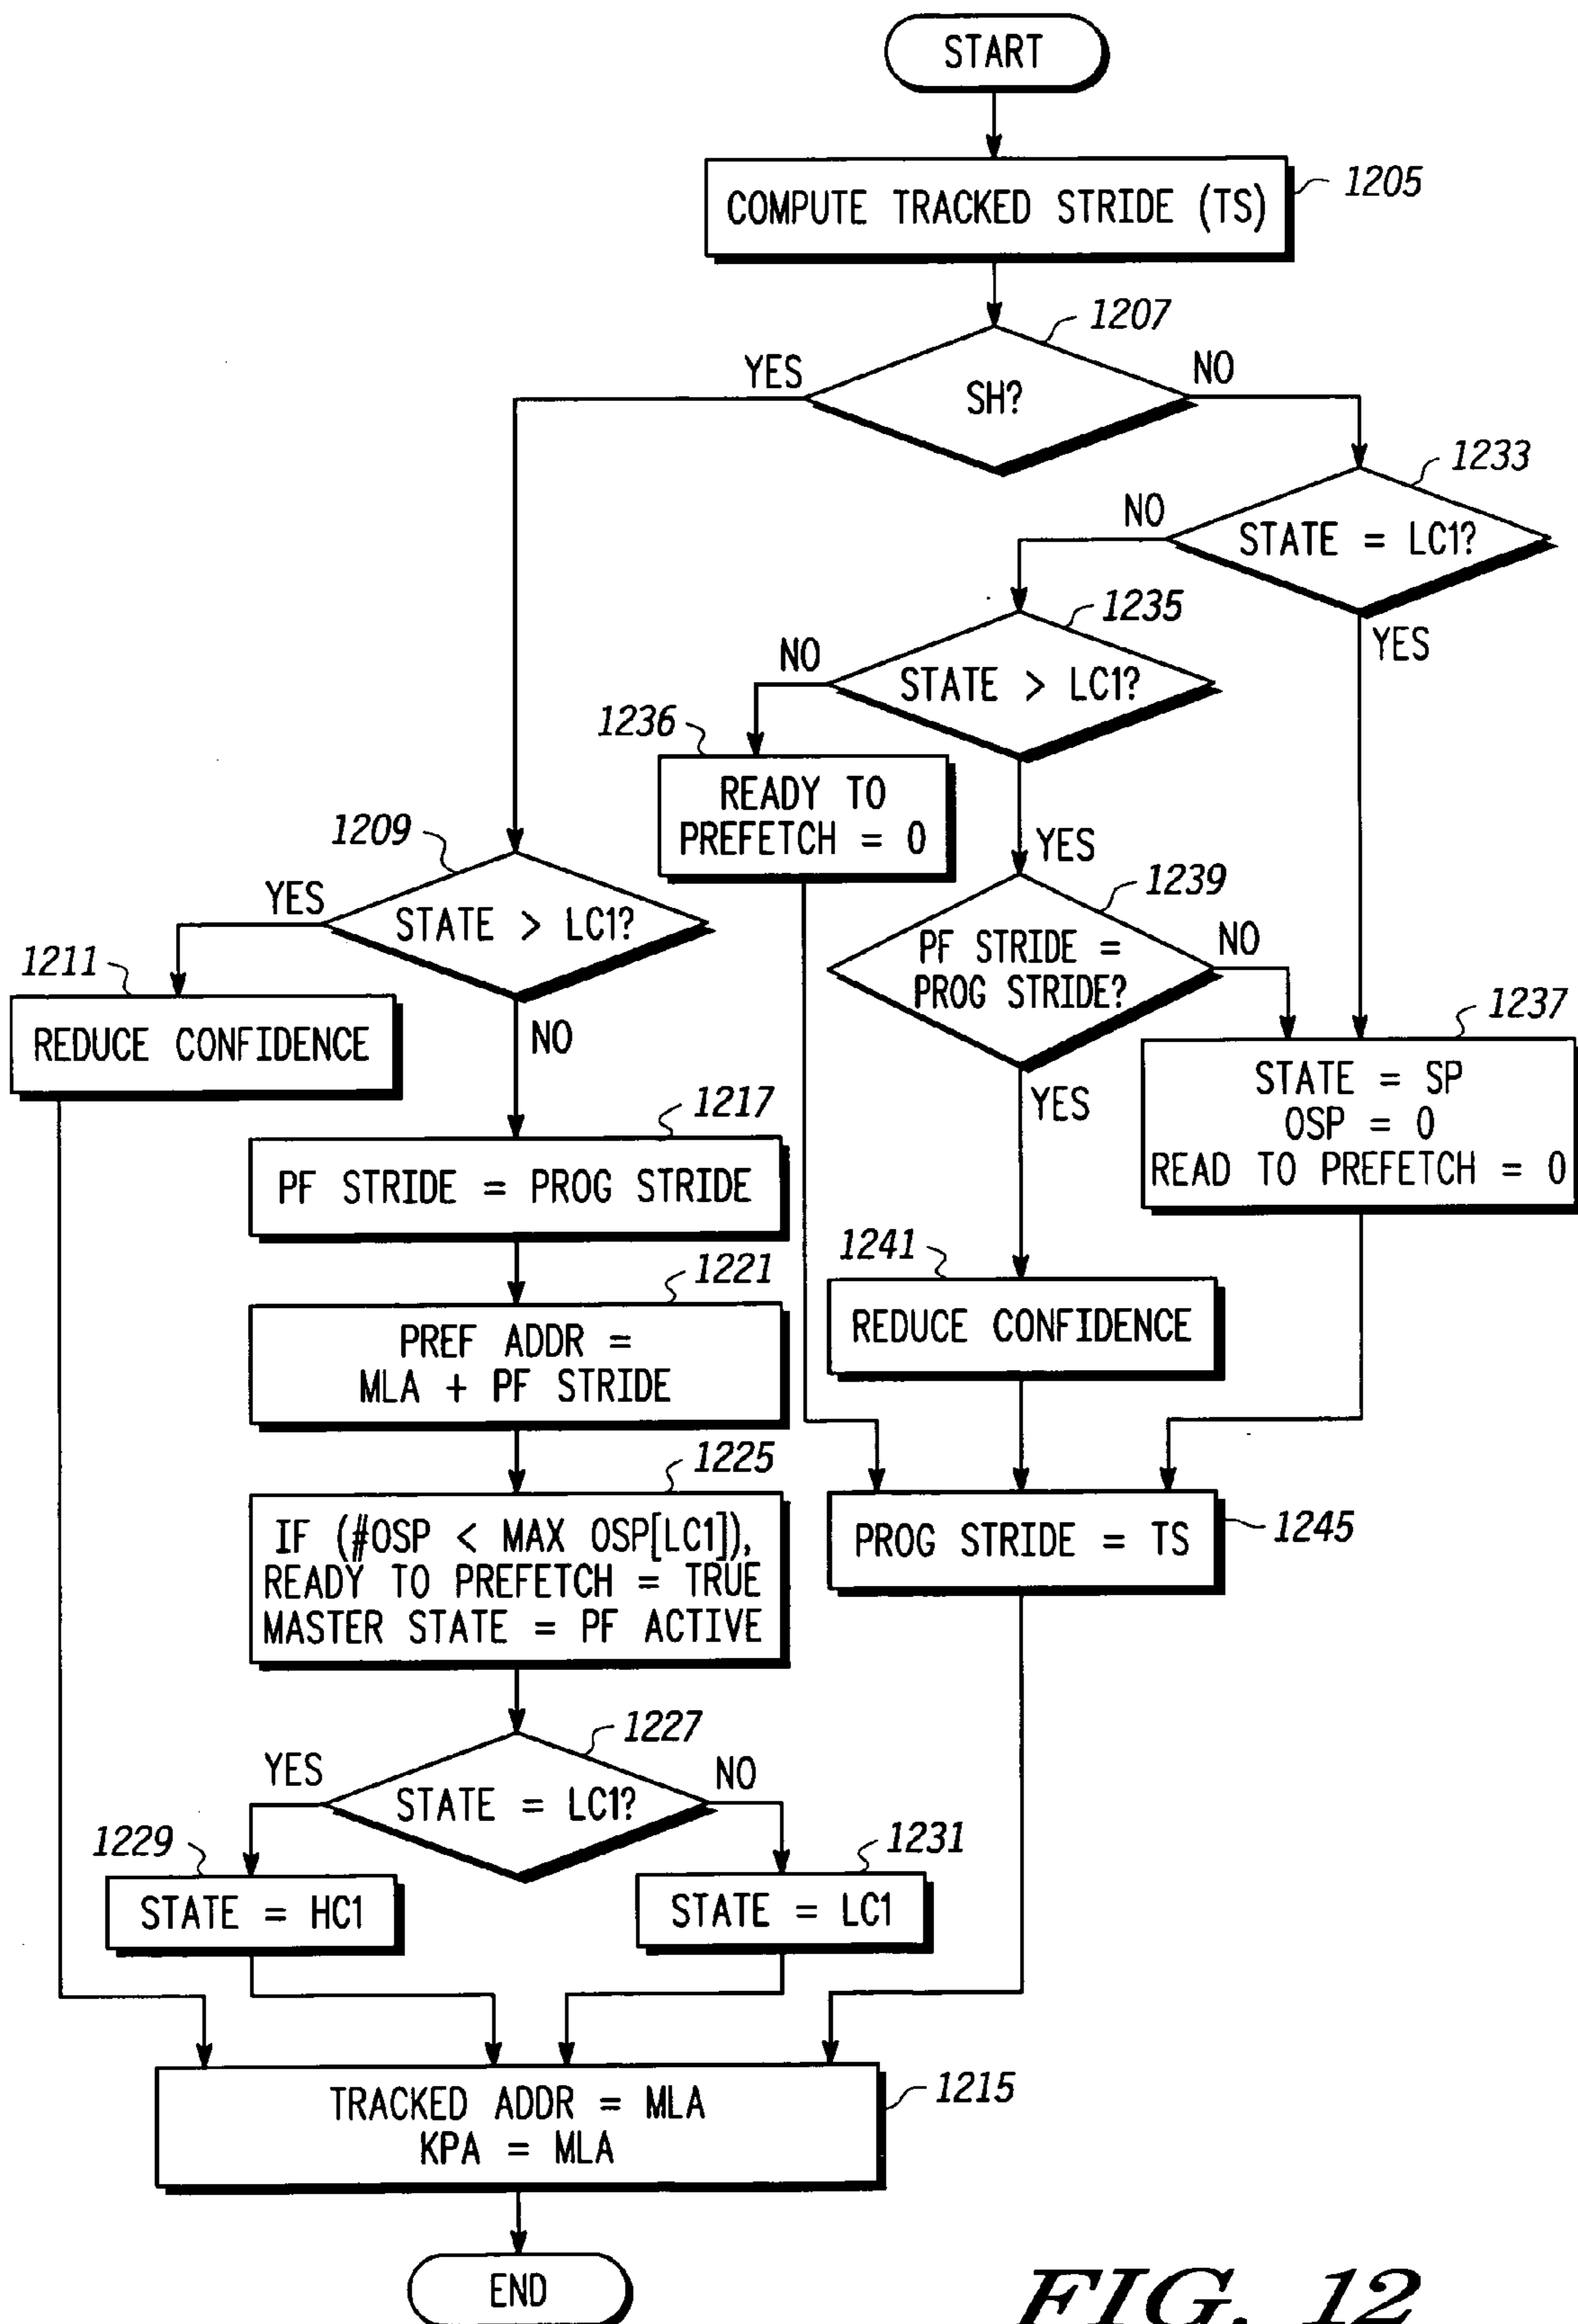 START
COMPUTE TRACKED STRIDE (TS)
1205
1207
SH?
YES
NO
1233
STATE = LC1?
NO
YES
1235
STATE > LC1?
NO
YES
1236
READY TO
PREFETCH = 0
1209
STATE > LC1?
YES
NO
1239
PF STRIDE =
PROG STRIDE?
NO
YES
1211
REDUCE CONFIDENCE
1237
STATE = SP
OSP = 0
READ TO PREFETCH = 0
1217
PF STRIDE = PROG STRIDE
1221
PREF ADDR =
MLA + PF STRIDE
1241
REDUCE CONFIDENCE
1225
IF (#OSP < MAX OSP[LC1]),
READY TO PREFETCH = TRUE
MASTER STATE = PF ACTIVE
PROG STRIDE = TS
1245
1227
STATE = LC1?
YES
NO
1229
STATE = HC1
1231
STATE = LC1
TRACKED ADDR = MLA
KPA = MLA
1215
END
FIG. 12